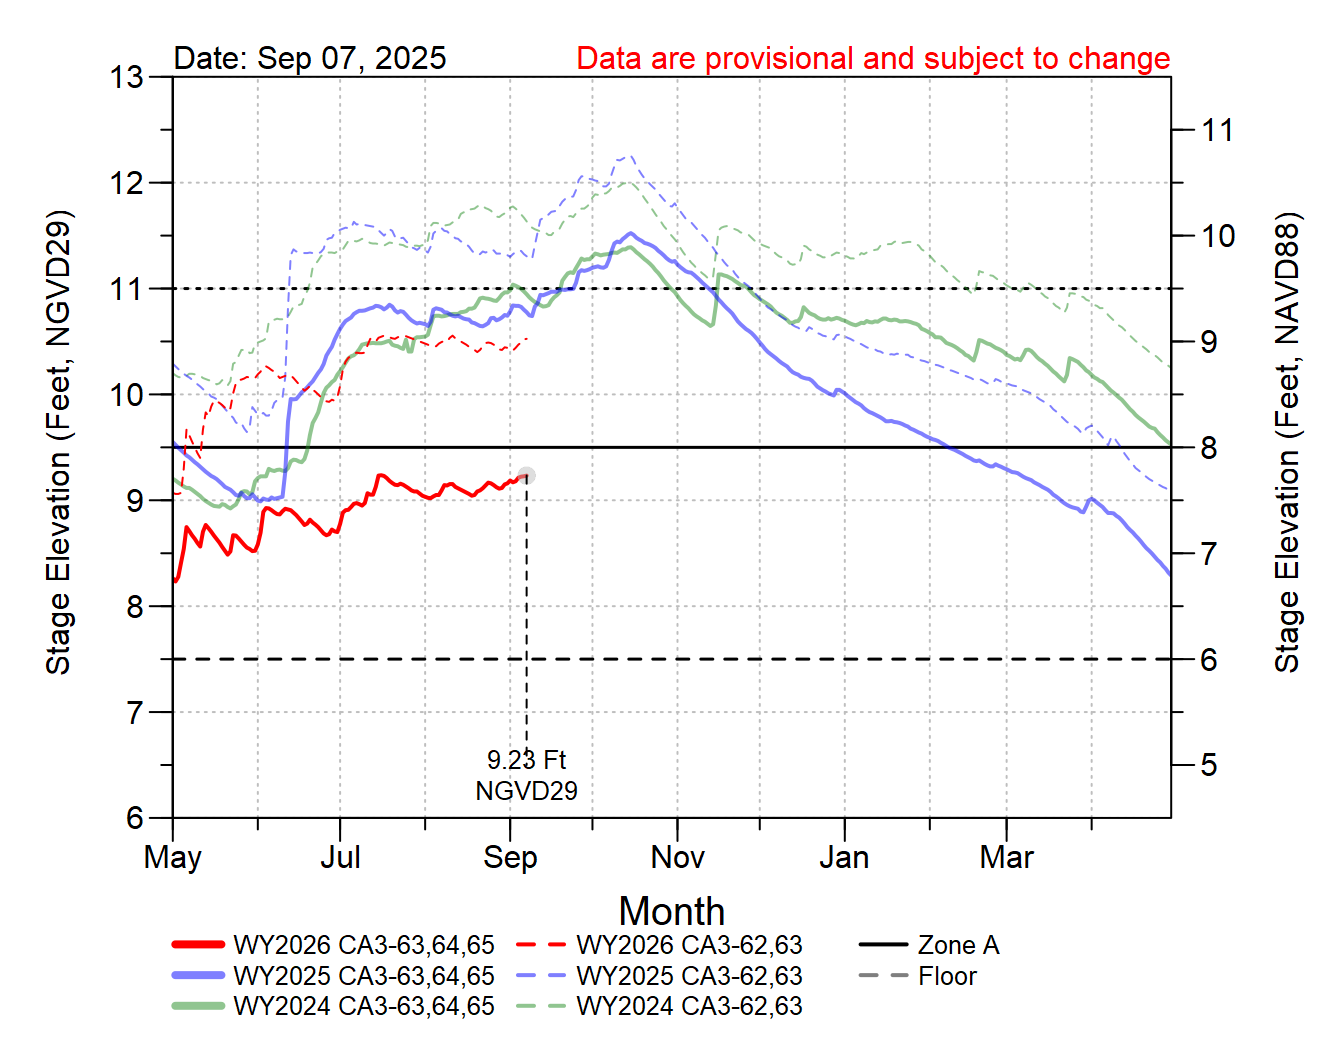 Date: Sep 07, 2025
Data are provisional and subject to change
Stage Elevation (Feet, NGVD29)
13
12
11
10
9
8
7
6
11
10
9
8
7
6
5
Stage Elevation (Feet, NAVD88)
9.23 Ft
NGVD29
May Jul Sep Nov Jan Mar
Month
WY2026 CA3-63,64,65 WY2026 CA3-62,63 Zone A
WY2025 CA3-63,64,65 WY2025 CA3-62,63 Floor
WY2024 CA3-63,64,65 WY2024 CA3-62,63